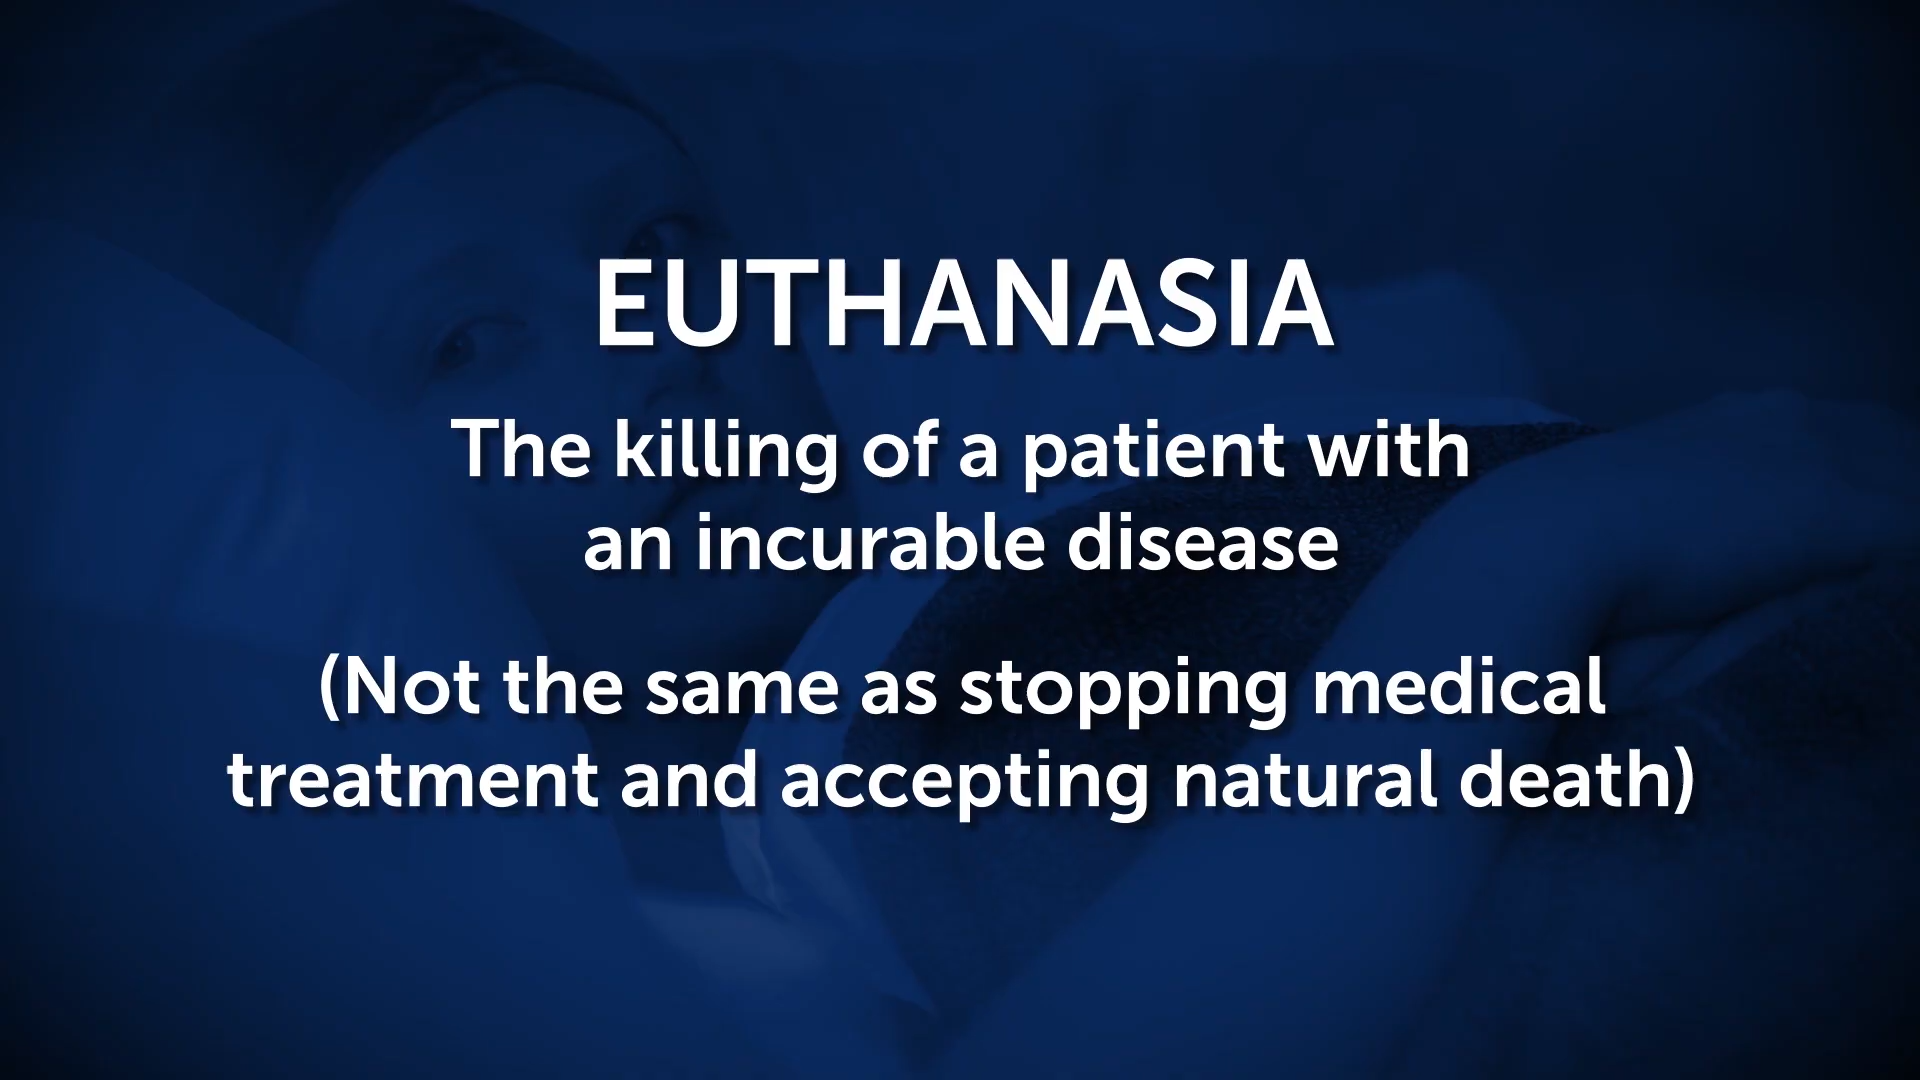 EUTHANASIA
The killing of a patient with
an incurable disease
(Not the same as stopping medical
treatment and accepting natural death)